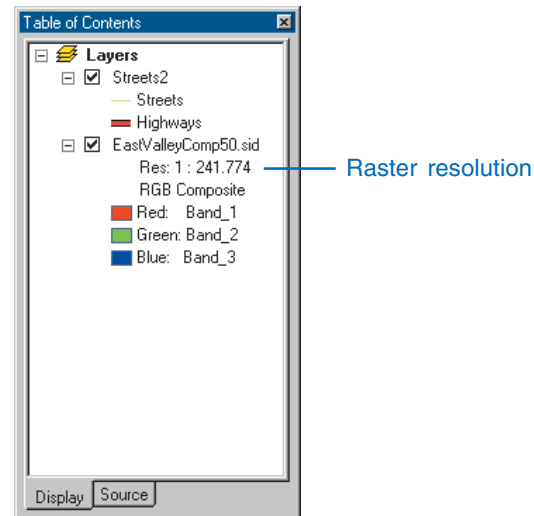 Table of Contents
Layers
Streets2
Streets
Highways
EastValleyComp50.sid
Res: 1 : 241.774
Raster resolution
RGB Composite
Red: Band_1
Green: Band_2
Blue: Band_3
Display
Source